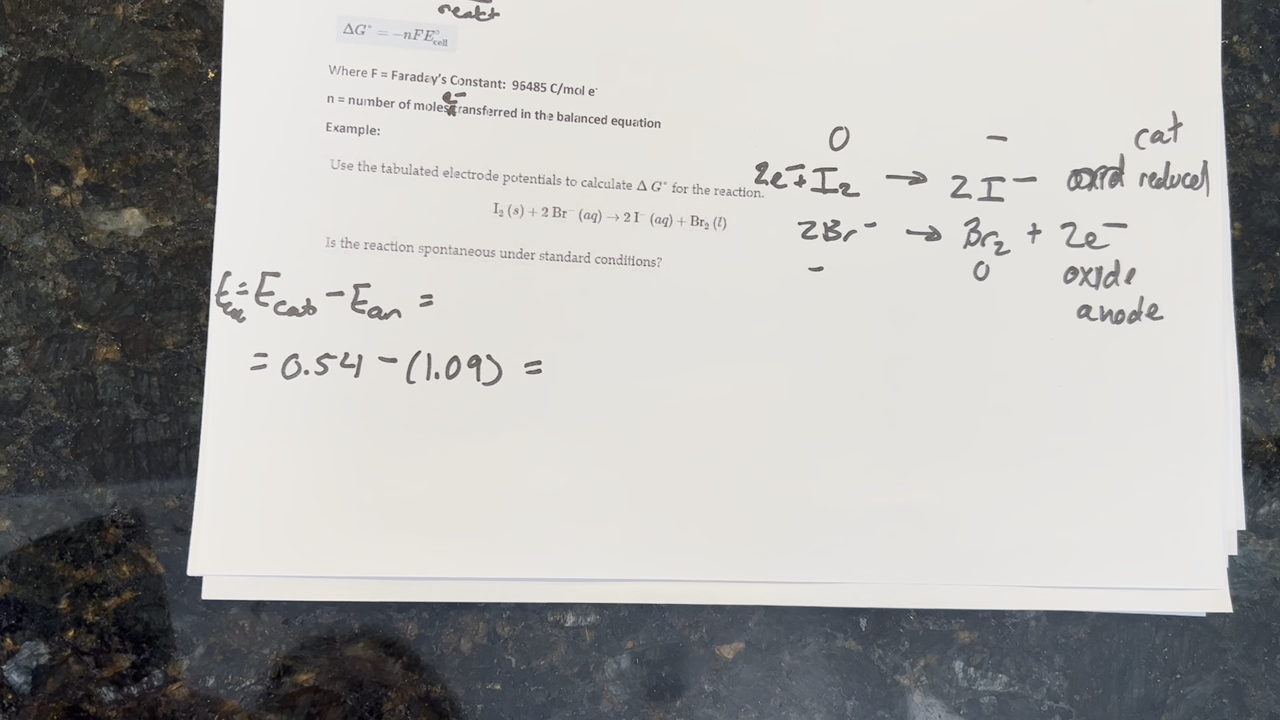 react
ΔG° = −nFE°cell
Where F = Faraday's Constant: 96485 C/mol e-
n = number of moles e- transferred in the balanced equation
Example:
Use the tabulated electrode potentials to calculate Δ G° for the reaction.
I2 (s) + 2 Br− (aq) → 2 I− (aq) + Br2 (l)
Is the reaction spontaneous under standard conditions?
E = Ecat − Ean =
= 0.54 − (1.09) =
0 − cat
2e− + I2 → 2I− reduced
2Br− → Br2 + 2e−
− 0 oxide
anode